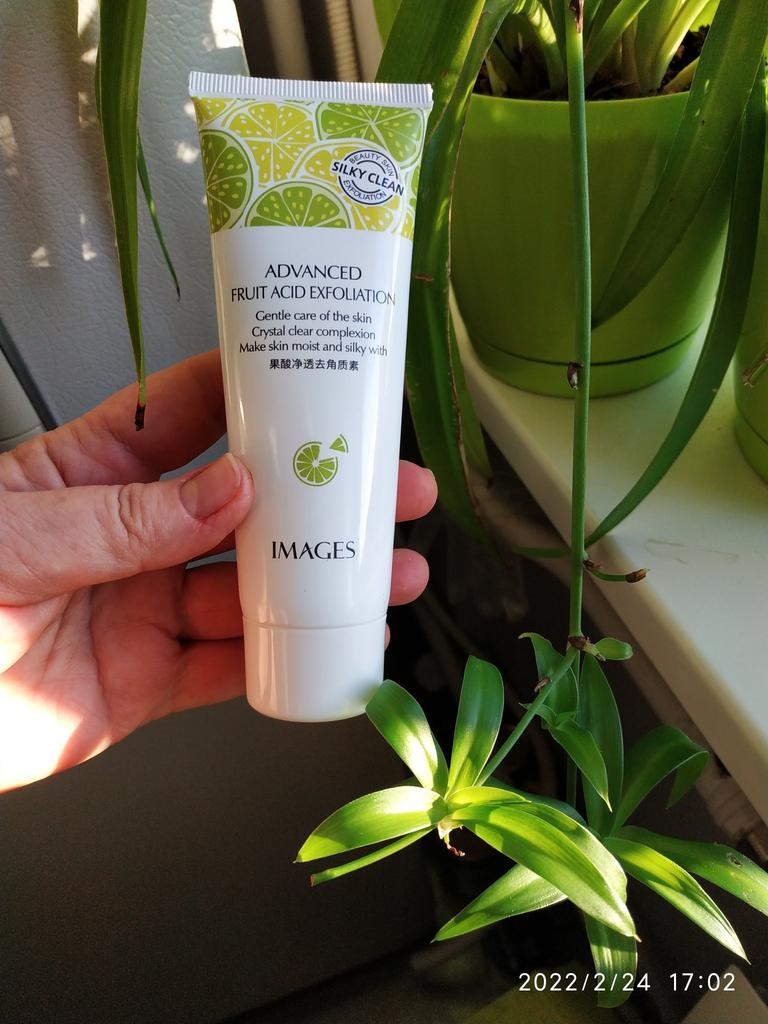 BEAUTY SKIN
SILKY CLEAN
EXFOLIATION
ADVANCED
FRUIT ACID EXFOLIATION
Gentle care of the skin
Crystal clear complexion
Make skin moist and silky with
果酸净透去角质素
IMAGES
2022/2/24 17:02